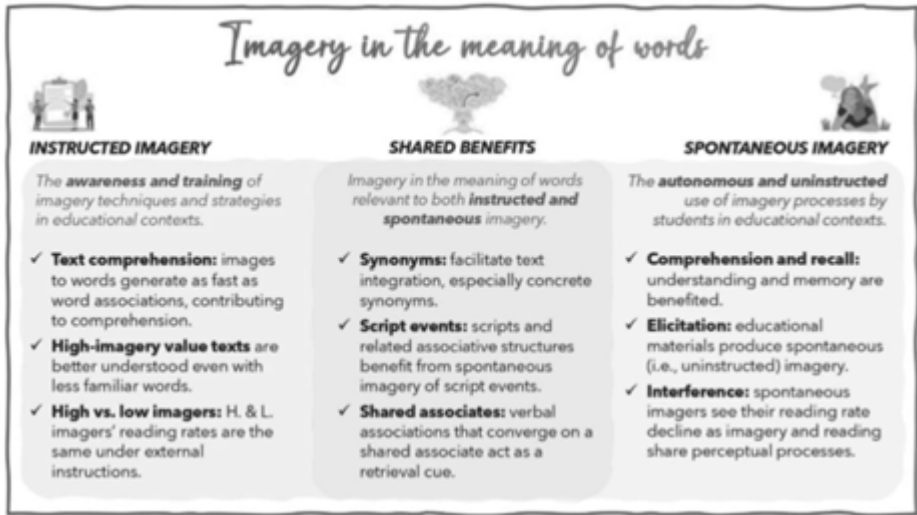 Imagery in the meaning of words
INSTRUCTED IMAGERY
The awareness and training of
imagery techniques and strategies
in educational contexts.
✓ Text comprehension: images
to words generate as fast as
word associations, contributing
to comprehension.
✓ High-imagery value texts are
better understood even with
less familiar words.
✓ High vs. low imagers: H. & L.
imagers' reading rates are the
same under external
instructions.
SHARED BENEFITS
Imagery in the meaning of words
relevant to both instructed and
spontaneous imagery.
✓ Synonyms: facilitate text
integration, especially concrete
synonyms.
✓ Script events: scripts and
related associative structures
benefit from spontaneous
imagery of script events.
✓ Shared associates: verbal
associations that converge on a
shared associate act as a
retrieval cue.
SPONTANEOUS IMAGERY
The autonomous and uninstructed
use of imagery processes by
students in educational contexts.
✓ Comprehension and recall:
understanding and memory are
benefited.
✓ Elicitation: educational
materials produce spontaneous
(i.e., uninstructed) imagery.
✓ Interference: spontaneous
imagers see their reading rate
decline as imagery and reading
share perceptual processes.